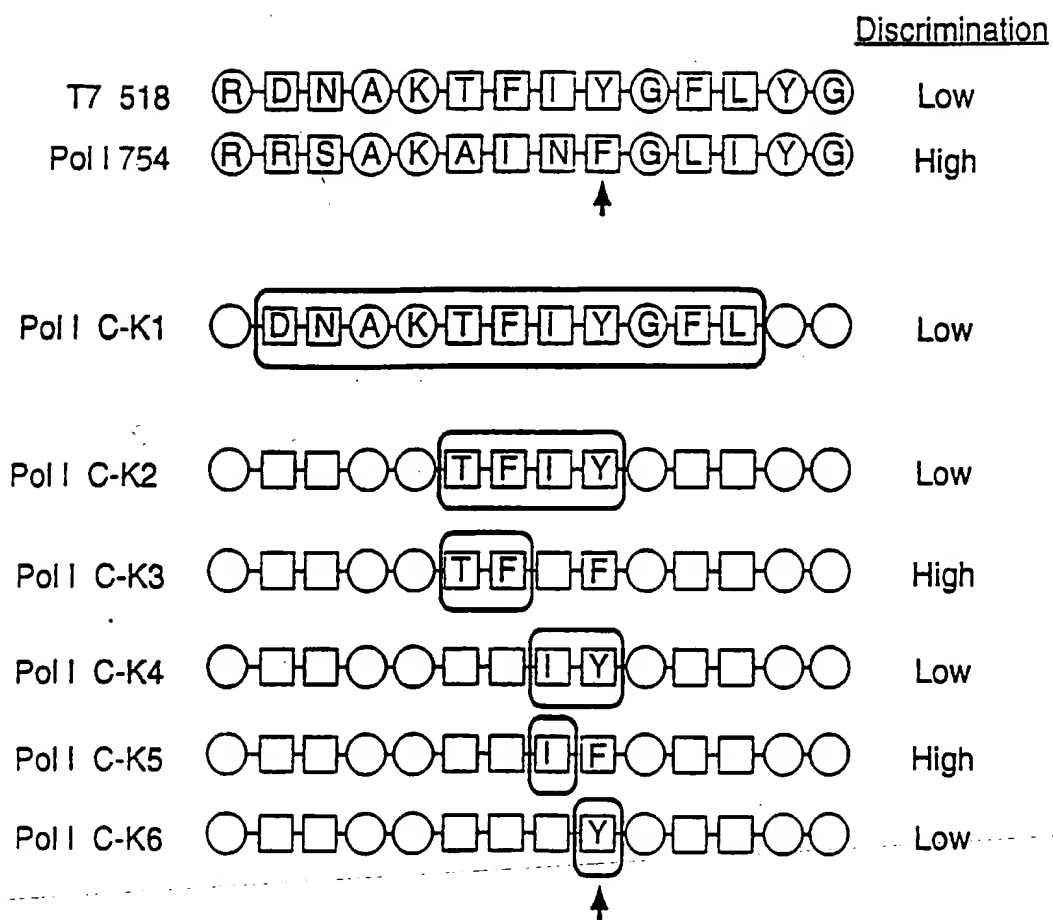 Discrimination
T7 518 R D N A K T F I Y G F L Y G Low
Pol I 754 R R S A K A I N F G L I Y G High
Pol I C-K1 D N A K T F I Y G F L Low
Pol I C-K2 T F I Y Low
Pol I C-K3 T F F High
Pol I C-K4 I Y Low
Pol I C-K5 I F High
Pol I C-K6 Y Low